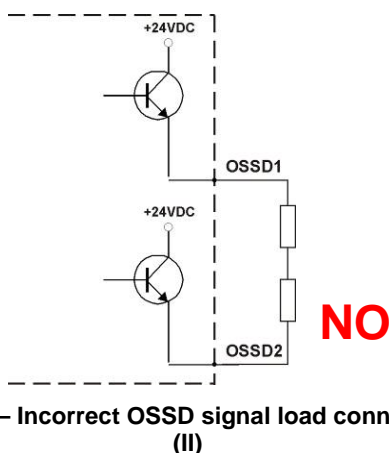 +24VDC
OSSD1
+24VDC
NO
OSSD2
– Incorrect OSSD signal load conn
(II)